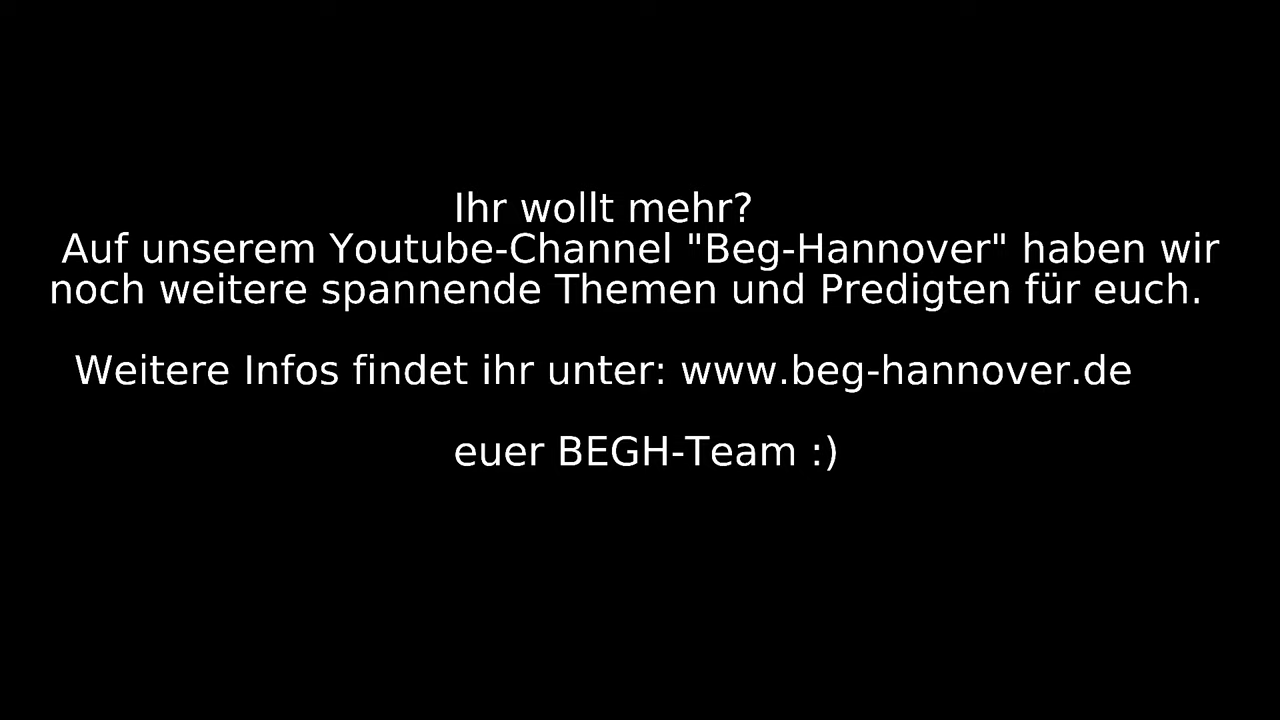 Ihr wollt mehr?
Auf unserem Youtube-Channel "Beg-Hannover" haben wir
noch weitere spannende Themen und Predigten für euch.
Weitere Infos findet ihr unter: www.beg-hannover.de
euer BEGH-Team :)